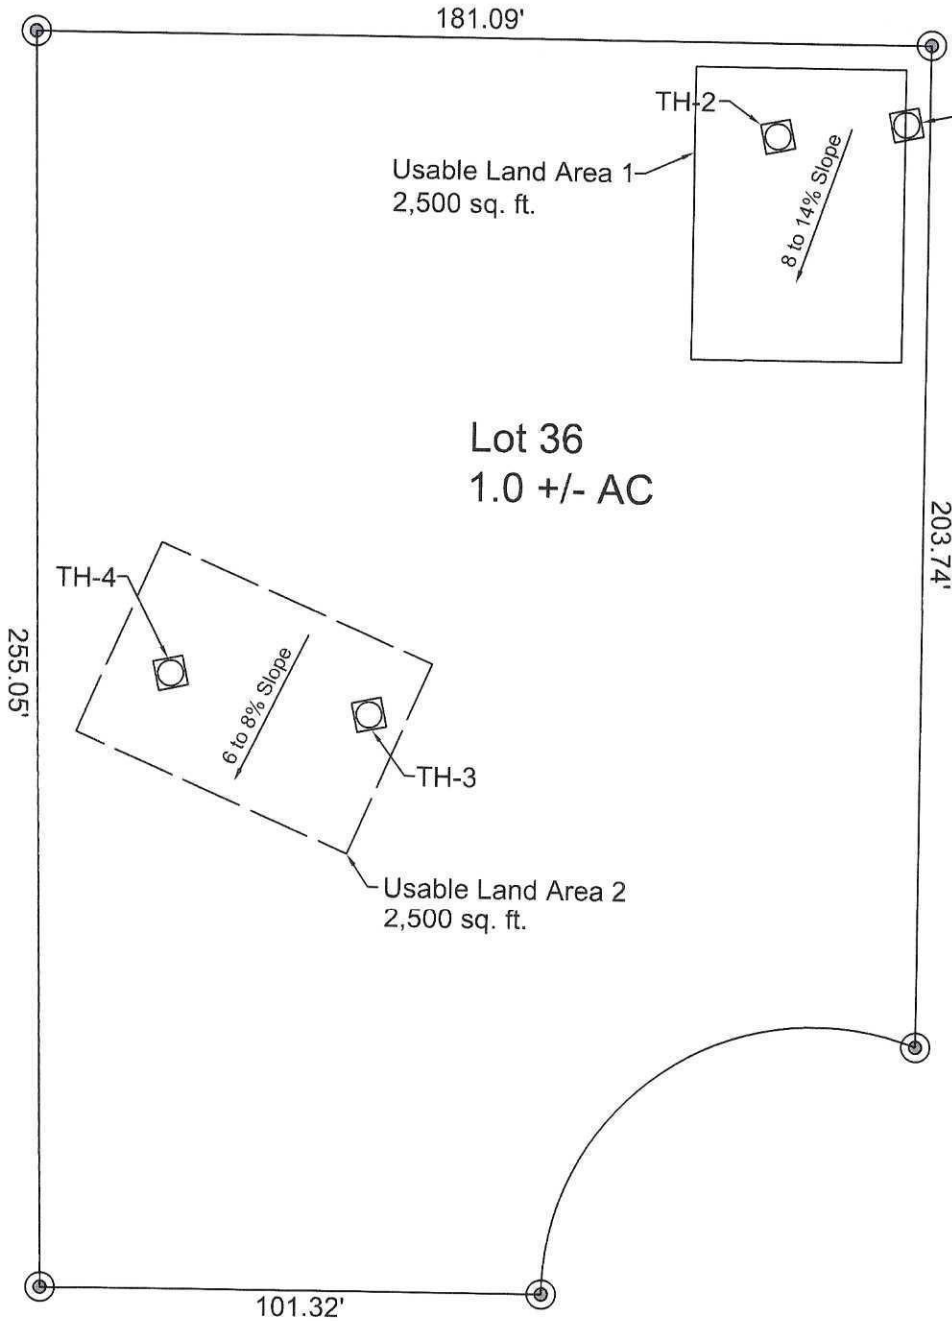 181.09'
TH-2
Usable Land Area 1
2,500 sq. ft.
8 to 14% Slope
Lot 36
1.0 +/- AC
203.74'
TH-4
255.05'
6 to 8% Slope
TH-3
Usable Land Area 2
2,500 sq. ft.
101.32'